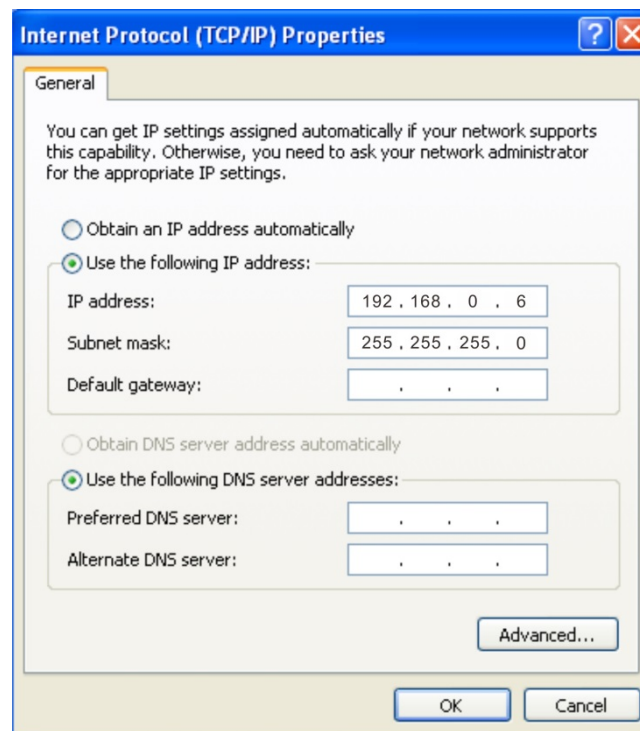 Internet Protocol (TCP/IP) Properties
General
You can get IP settings assigned automatically if your network supports
this capability. Otherwise, you need to ask your network administrator
for the appropriate IP settings.
Obtain an IP address automatically
Use the following IP address:
IP address: 192 . 168 . 0 . 6
Subnet mask: 255 . 255 . 255 . 0
Default gateway: . . .
Obtain DNS server address automatically
Use the following DNS server addresses:
Preferred DNS server: . . .
Alternate DNS server: . . .
Advanced...
OK Cancel